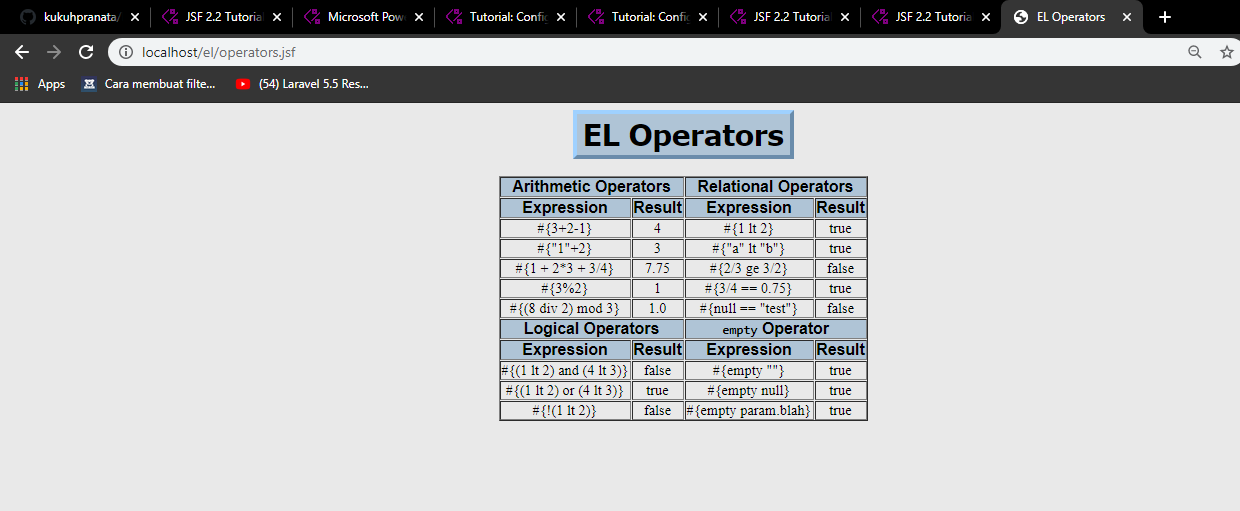 kukuhpranata/
JSF 2.2 Tutorial
Microsoft Pow
Tutorial: Config
Tutorial: Config
JSF 2.2 Tutoria
JSF 2.2 Tutoria
EL Operators
localhost/el/operators.jsf
Apps
Cara membuat filte...
(54) Laravel 5.5 Res...
EL Operators
Arithmetic Operators Relational Operators
Expression Result Expression Result
#{3+2-1} 4 #{1 lt 2} true
#{"1"+2} 3 #{"a" lt "b"} true
#{1 + 2*3 + 3/4} 7.75 #{2/3 ge 3/2} false
#{3%2} 1 #{3/4 == 0.75} true
#{(8 div 2) mod 3} 1.0 #{null == "test"} false
Logical Operators empty Operator
Expression Result Expression Result
#{(1 lt 2) and (4 lt 3)} false #{empty ""} true
#{(1 lt 2) or (4 lt 3)} true #{empty null} true
#{!(1 lt 2)} false #{empty param.blah} true